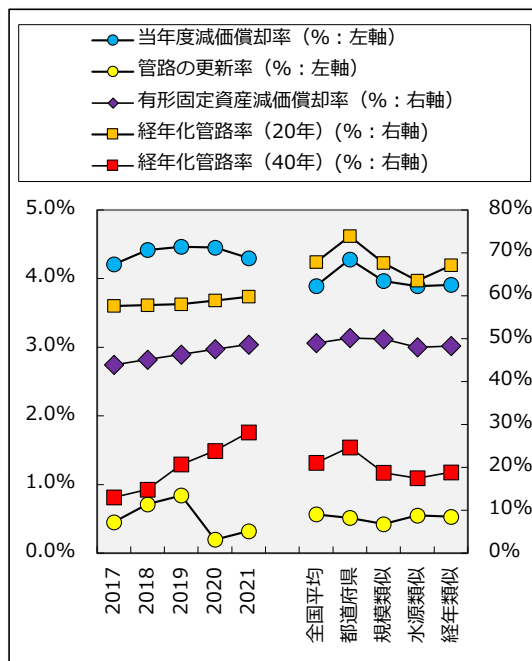 当年度減価償却率（%：左軸）
管路の更新率（%：左軸）
有形固定資産減価償却率（%：右軸）
経年化管路率（20年）(%：右軸)
経年化管路率（40年）(%：右軸)
5.0%
4.0%
3.0%
2.0%
1.0%
0.0%
80%
70%
60%
50%
40%
30%
20%
10%
0%
2017
2018
2019
2020
2021
全国平均
都道府県
規模類似
水源類似
経年類似